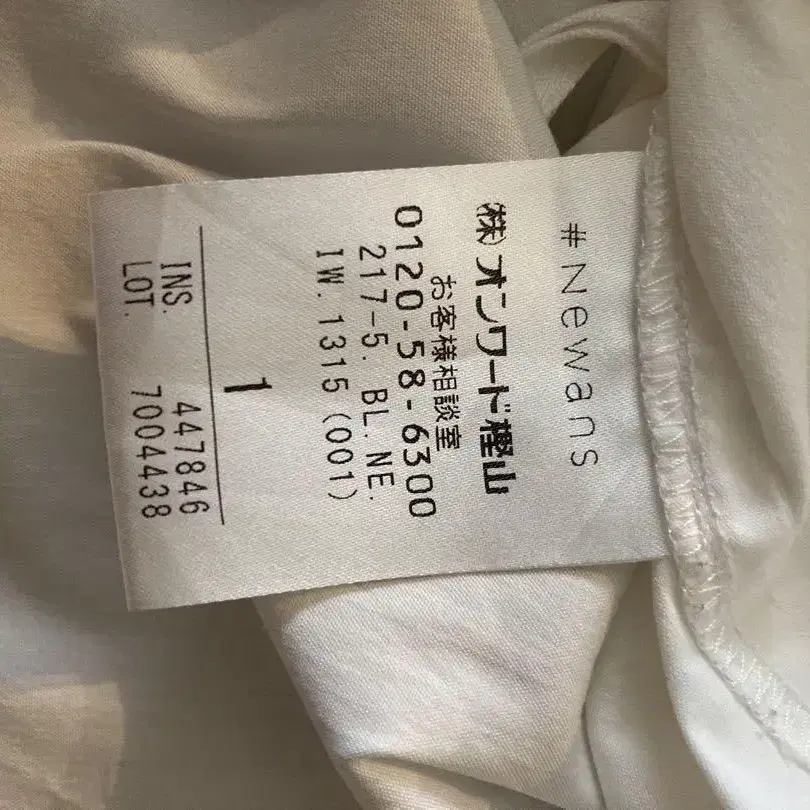 #Newans
㈱オンワード樫山
お客様相談室
0120-58-6300
217-5. BL. NE.
IW. 1315 (001)
1
INS. 447846
LOT. 7004438